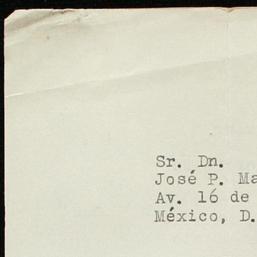 Sr. Dn.
José P. Ma
Av. 16 de
México, D.